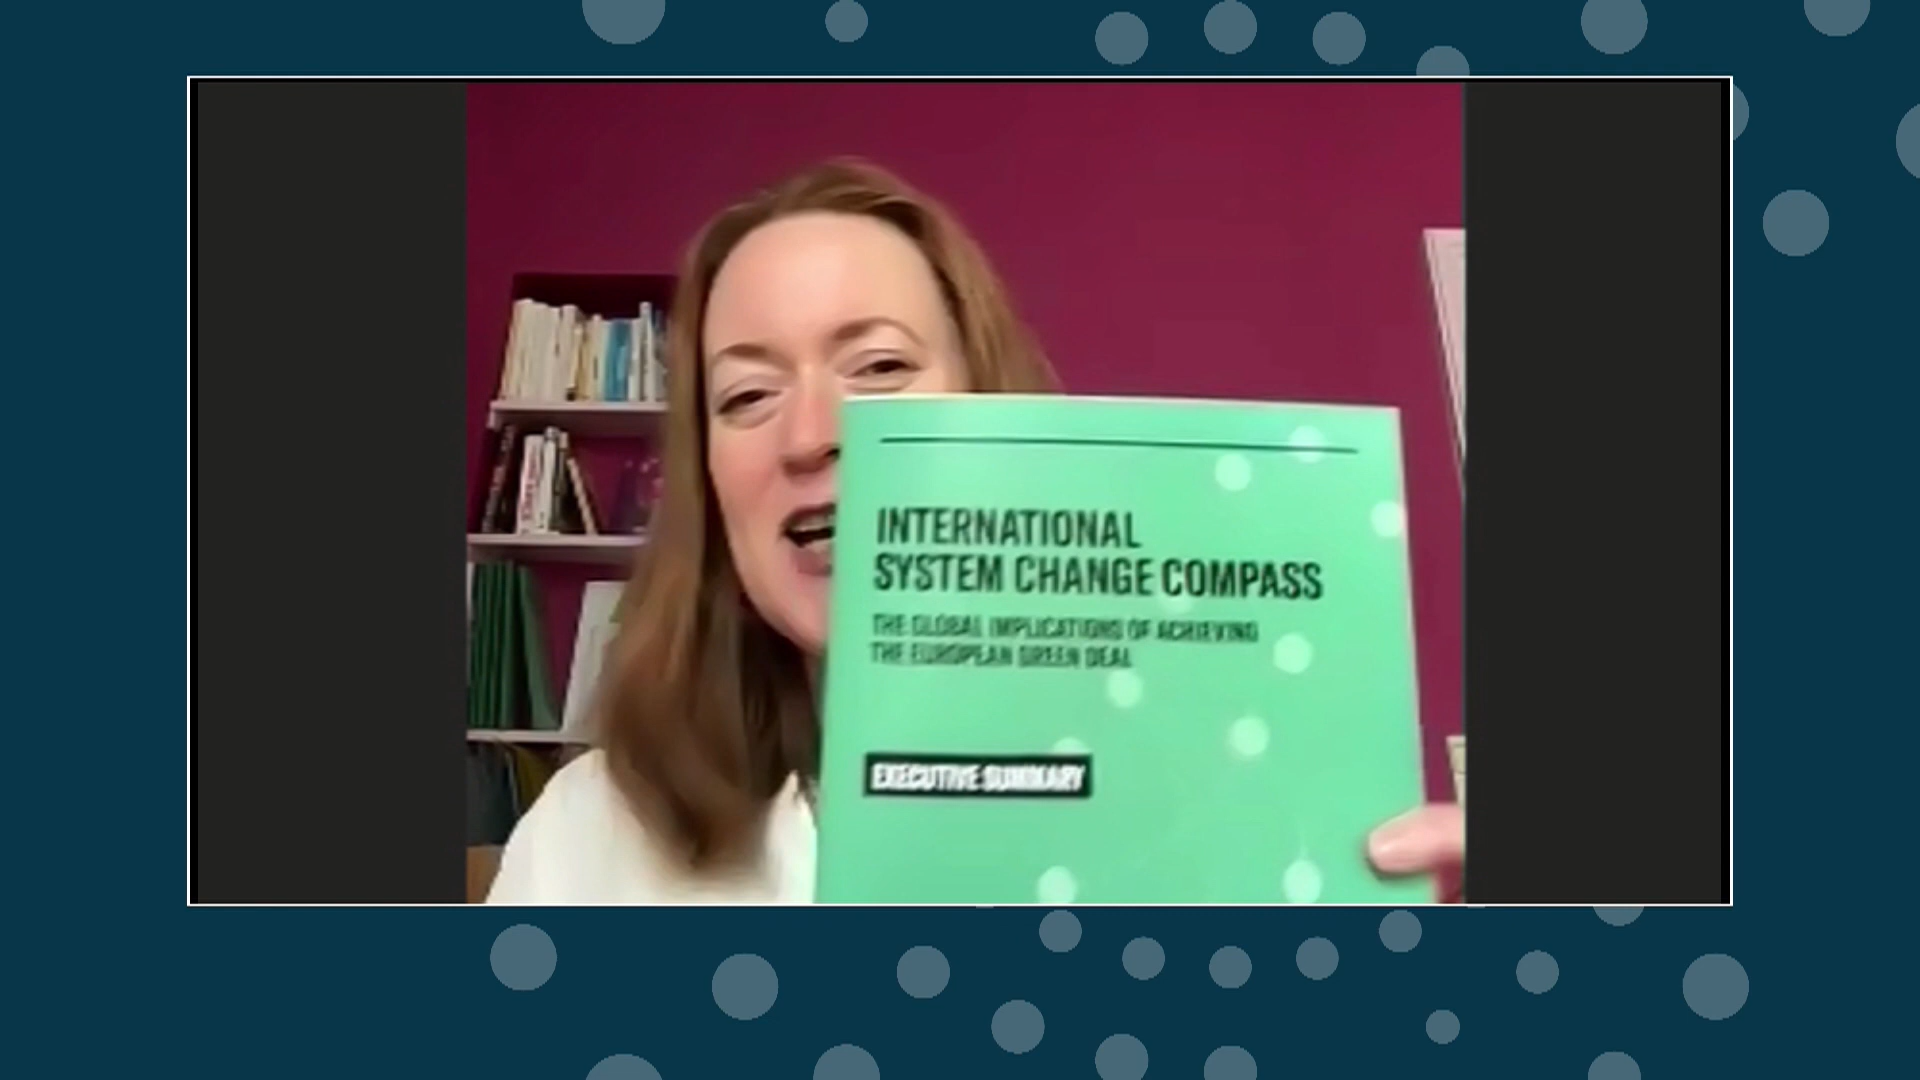 INTERNATIONAL
SYSTEM CHANGE COMPASS
THE GLOBAL IMPLICATIONS OF ACHIEVING
THE EUROPEAN GREEN DEAL
EXECUTIVE SUMMARY